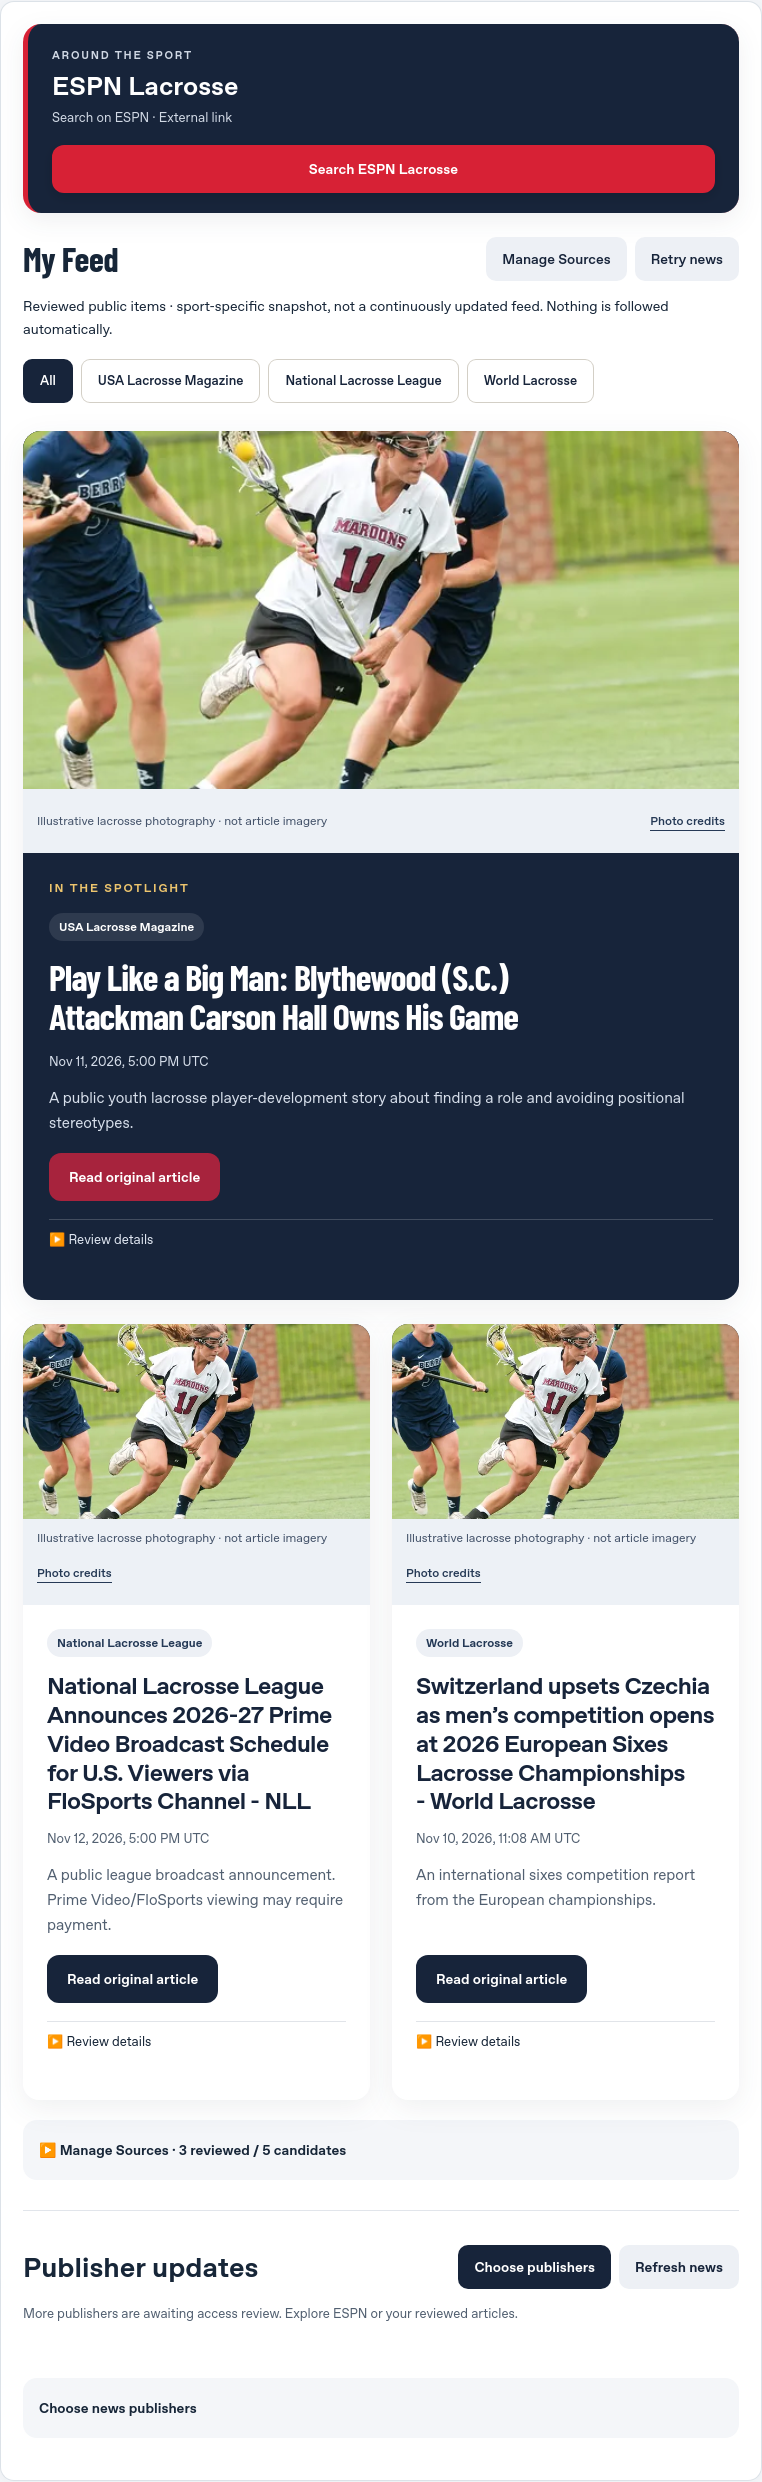 AROUND THE SPORT
ESPN Lacrosse
Search on ESPN · External link
Search ESPN Lacrosse
My Feed
Manage Sources
Retry news
Reviewed public items · sport-specific snapshot, not a continuously updated feed. Nothing is followed
automatically.
All
USA Lacrosse Magazine
National Lacrosse League
World Lacrosse
BERRY
MAROONS
11
Illustrative lacrosse photography · not article imagery
Photo credits
IN THE SPOTLIGHT
USA Lacrosse Magazine
Play Like a Big Man: Blythewood (S.C.)
Attackman Carson Hall Owns His Game
Nov 11, 2026, 5:00 PM UTC
A public youth lacrosse player-development story about finding a role and avoiding positional
stereotypes.
Read original article
▶️ Review details
BERRY
MAROONS
11
Illustrative lacrosse photography · not article imagery
Photo credits
National Lacrosse League
National Lacrosse League
Announces 2026-27 Prime
Video Broadcast Schedule
for U.S. Viewers via
FloSports Channel - NLL
Nov 12, 2026, 5:00 PM UTC
A public league broadcast announcement.
Prime Video/FloSports viewing may require
payment.
Read original article
▶️ Review details
BERRY
MAROONS
11
Illustrative lacrosse photography · not article imagery
Photo credits
World Lacrosse
Switzerland upsets Czechia
as men’s competition opens
at 2026 European Sixes
Lacrosse Championships
- World Lacrosse
Nov 10, 2026, 11:08 AM UTC
An international sixes competition report
from the European championships.
Read original article
▶️ Review details
▶️ Manage Sources · 3 reviewed / 5 candidates
Publisher updates
Choose publishers
Refresh news
More publishers are awaiting access review. Explore ESPN or your reviewed articles.
Choose news publishers